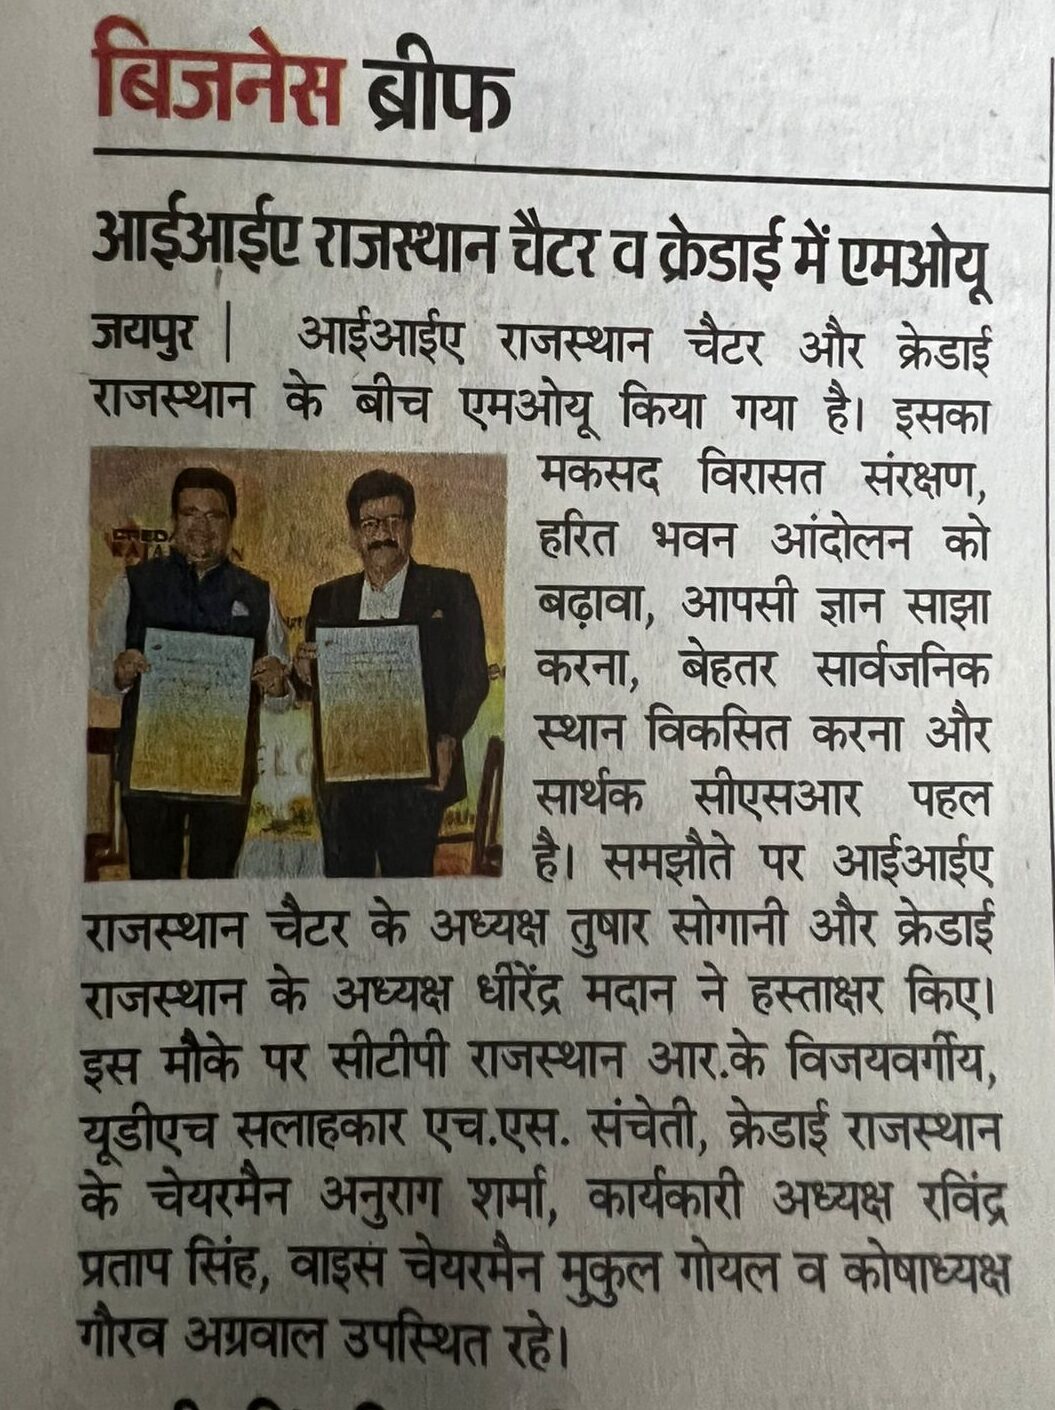 बिजनेस ब्रीफ
आईआईए राजस्थान चैटर व क्रेडाई में एमओयू
जयपुर | आईआईए राजस्थान चैटर और क्रेडाई
राजस्थान के बीच एमओयू किया गया है। इसका
मकसद विरासत संरक्षण,
हरित भवन आंदोलन को
बढ़ावा, आपसी ज्ञान साझा
करना, बेहतर सार्वजनिक
स्थान विकसित करना और
सार्थक सीएसआर पहल
है। समझौते पर आईआईए
राजस्थान चैटर के अध्यक्ष तुषार सोगानी और क्रेडाई
राजस्थान के अध्यक्ष धीरेंद्र मदान ने हस्ताक्षर किए।
इस मौके पर सीटीपी राजस्थान आर.के विजयवर्गीय,
यूडीएच सलाहकार एच.एस. संचेती, क्रेडाई राजस्थान
के चेयरमैन अनुराग शर्मा, कार्यकारी अध्यक्ष रविंद्र
प्रताप सिंह, वाइस चेयरमैन मुकुल गोयल व कोषाध्यक्ष
गौरव अग्रवाल उपस्थित रहे।